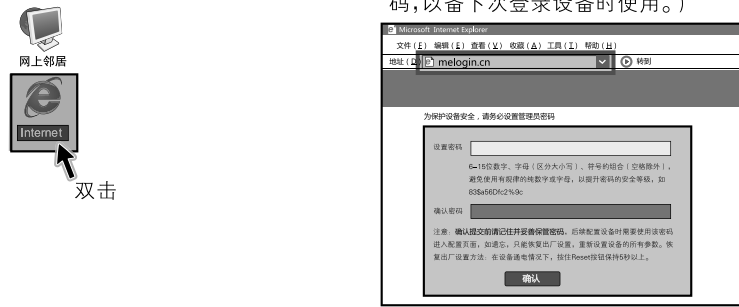 码,以备下次登录设备时使用。)
网上邻居
Internet
双击
Microsoft Internet Explorer
文件(F) 编辑(E) 查看(V) 收藏(A) 工具(T) 帮助(H)
地址(D) melogin.cn 转到
为保护设备安全,请务必设置管理员密码
设置密码
6-15位数字、字母(区分大小写)、符号的组合(空格除外),
避免使用有规律的纯数字或字母,以提升密码的安全等级,如
83$a56Dfc2%9c
确认密码
注意:确认提交前请记住并妥善保管密码,后续配置设备时需要使用该密码
进入配置页面,如遗忘,只能恢复出厂设置,重新设置设备的所有参数。恢
复出厂设置方法:在设备通电情况下,按住Reset按钮保持5秒以上。
确认